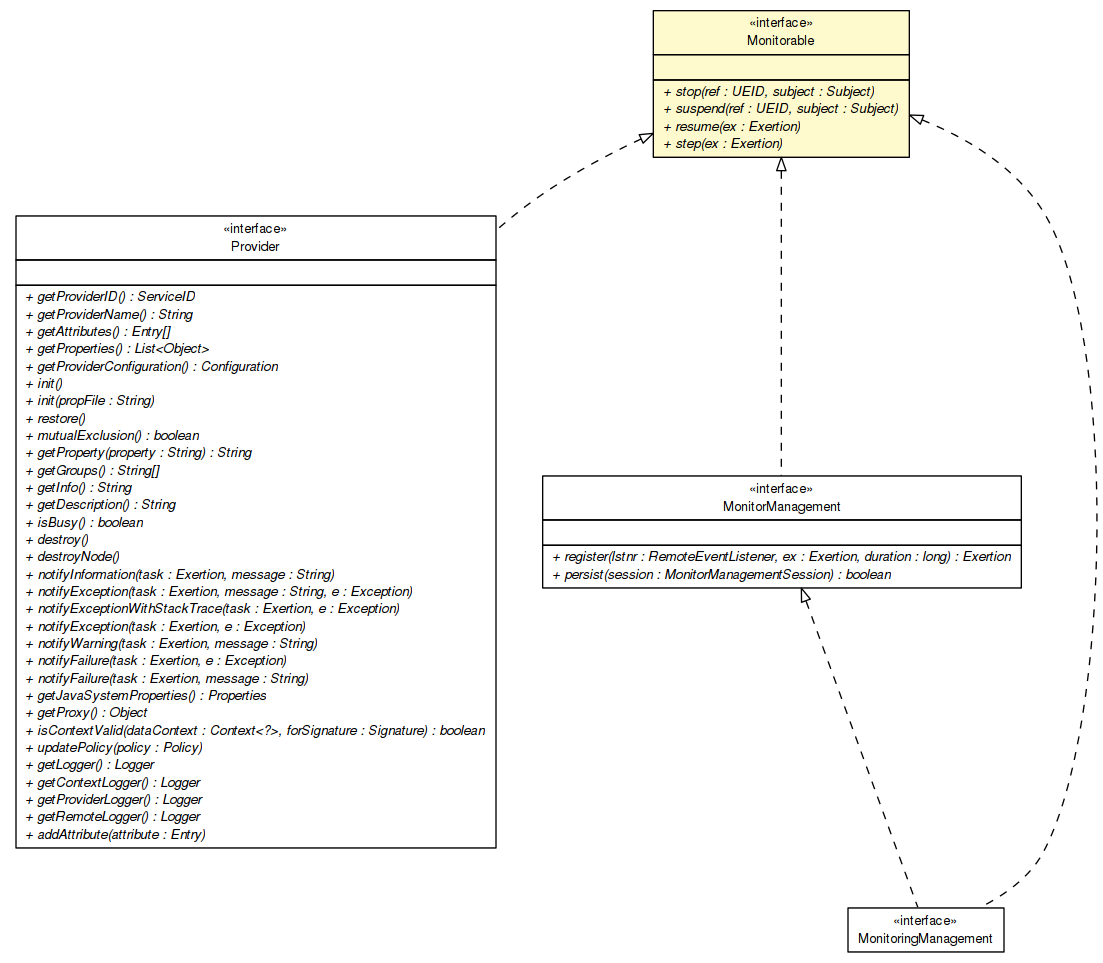 «interface»
Monitorable
+ stop(ref : UEID, subject : Subject)
+ suspend(ref : UEID, subject : Subject)
+ resume(ex : Exertion)
+ step(ex : Exertion)
«interface»
Provider
+ getProviderID() : ServiceID
+ getProviderName() : String
+ getAttributes() : Entry[]
+ getProperties() : List<Object>
+ getProviderConfiguration() : Configuration
+ init()
+ init(propFile : String)
+ restore()
+ mutualExclusion() : boolean
+ getProperty(property : String) : String
+ getGroups() : String[]
+ getInfo() : String
+ getDescription() : String
+ isBusy() : boolean
+ destroy()
+ destroyNode()
+ notifyInformation(task : Exertion, message : String)
+ notifyException(task : Exertion, message : String, e : Exception)
+ notifyExceptionWithStackTrace(task : Exertion, e : Exception)
+ notifyException(task : Exertion, e : Exception)
+ notifyWarning(task : Exertion, message : String)
+ notifyFailure(task : Exertion, e : Exception)
+ notifyFailure(task : Exertion, message : String)
+ getJavaSystemProperties() : Properties
+ getProxy() : Object
+ isContextValid(dataContext : Context<?>, forSignature : Signature) : boolean
+ updatePolicy(policy : Policy)
+ getLogger() : Logger
+ getContextLogger() : Logger
+ getProviderLogger() : Logger
+ getRemoteLogger() : Logger
+ addAttribute(attribute : Entry)
«interface»
MonitorManagement
+ register(lstnr : RemoteEventListener, ex : Exertion, duration : long) : Exertion
+ persist(session : MonitorManagementSession) : boolean
«interface»
MonitoringManagement